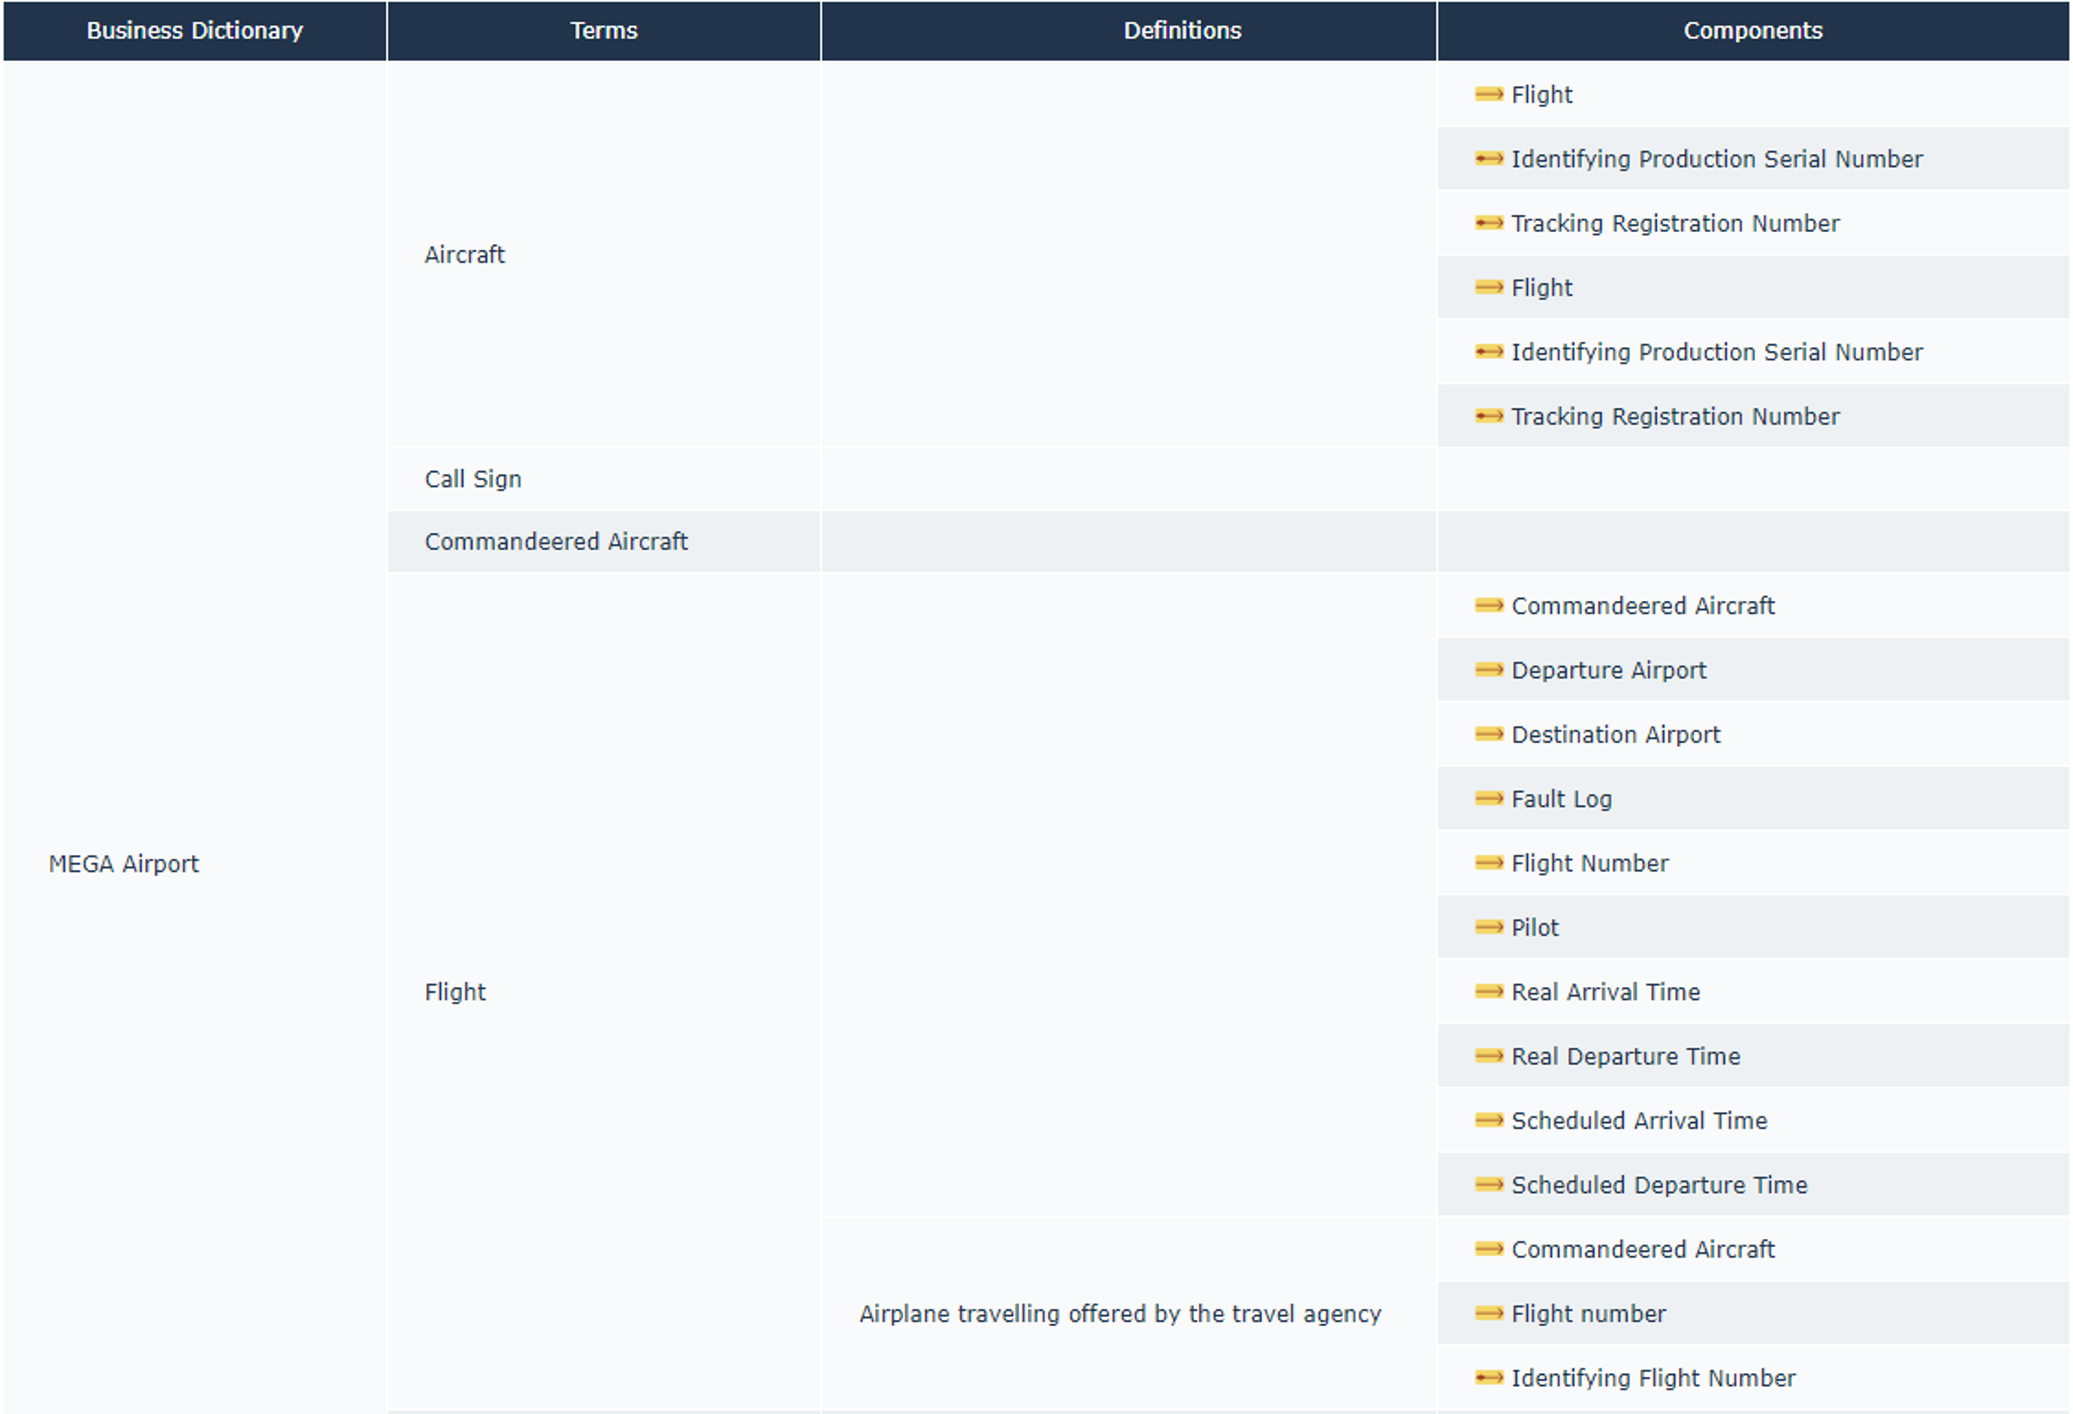 Business Dictionary Terms Definitions Components
Flight
Identifying Production Serial Number
Tracking Registration Number
Aircraft
Flight
Identifying Production Serial Number
Tracking Registration Number
Call Sign
Commandeered Aircraft
Commandeered Aircraft
Departure Airport
Destination Airport
Fault Log
MEGA Airport
Flight Number
Pilot
Flight
Real Arrival Time
Real Departure Time
Scheduled Arrival Time
Scheduled Departure Time
Commandeered Aircraft
Airplane travelling offered by the travel agency
Flight number
Identifying Flight Number